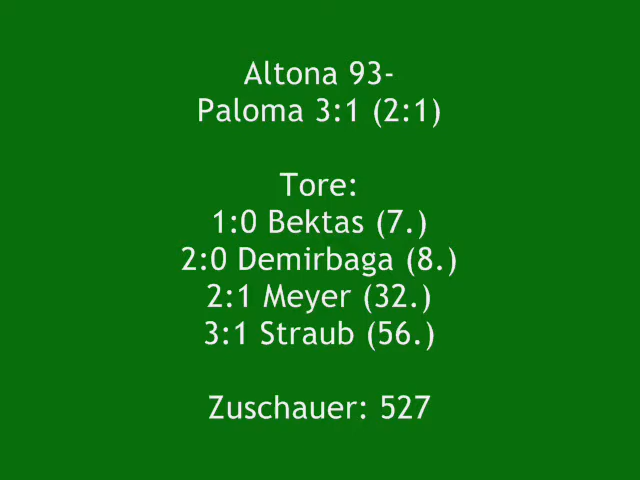 Altona 93-
Paloma 3:1 (2:1)
Tore:
1:0 Bektas (7.)
2:0 Demirbaga (8.)
2:1 Meyer (32.)
3:1 Straub (56.)
Zuschauer: 527